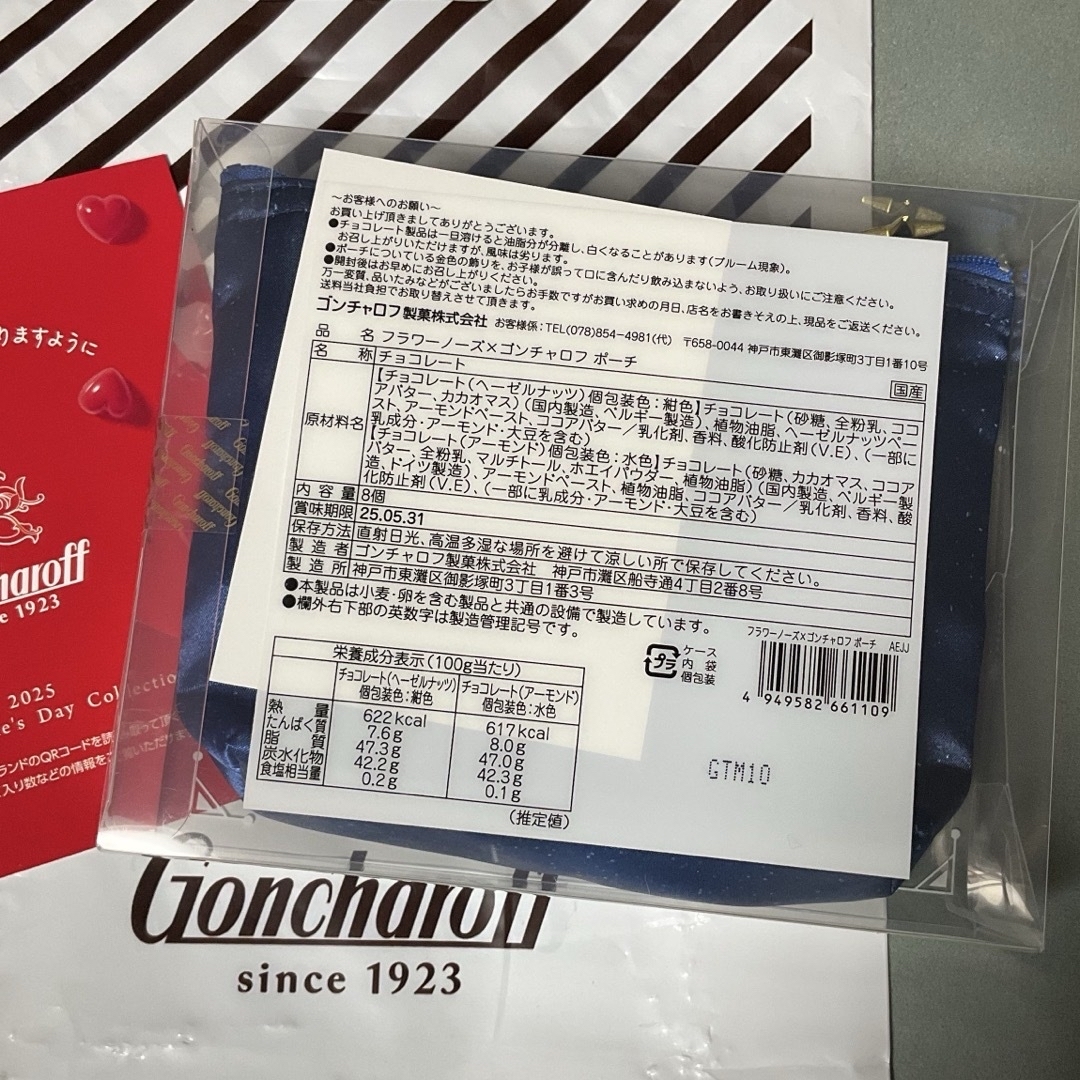 ～お客様へのお願い～
お買い上げ頂きましてありがとうございます。
●チョコレート製品は一旦溶けると油脂分が分離し、白くなることがあります(ブルーム現象)。
お召し上がりいただけますが、風味は劣ります。
●ポーチについている金色の飾りを、お子様が誤って口に含んだり飲み込まないよう、お取り扱いにご注意ください。
●開封後はお早めにお召し上がりください。
万一変質、品いたみなどがございましたらお手数ですがお買い求めの月日、店名をお書きそえの上、現品をご返送ください。
送料当社負担でお取り替えさせて頂きます。
ゴンチャロフ製菓株式会社 お客様係：TEL(078)854-4981(代) 〒658-0044 神戸市東灘区御影塚町3丁目1番10号
品名 フラワーノーズ×ゴンチャロフ ポーチ
国産
名称 チョコレート
原材料名
【チョコレート(ヘーゼルナッツ)個包装色：紺色】チョコレート(砂糖、全粉乳、ココ
アバター、カカオマス)(国内製造、ベルギー製造)、植物油脂、ヘーゼルナッツペー
スト、アーモンドペースト、ココアバター／乳化剤、香料、酸化防止剤(V.E)、(一部に
乳成分・アーモンド・大豆を含む)
【チョコレート(アーモンド)個包装色：水色】チョコレート(砂糖、カカオマス、ココア
バター、全粉乳、マルチトール、ホエイパウダー、植物油脂)(国内製造、ベルギー製
造、ドイツ製造)、アーモンドペースト、植物油脂、ココアバター／乳化剤、香料、酸
化防止剤(V.E)、(一部に乳成分・アーモンド・大豆を含む)
内容量 8個
賞味期限 25.05.31
保存方法 直射日光、高温多湿な場所を避けて涼しい所で保存してください。
製造者 ゴンチャロフ製菓株式会社 神戸市灘区船寺通4丁目2番8号
製造所 神戸市東灘区御影塚町3丁目1番3号
●本製品は小麦・卵を含む製品と共通の設備で製造しています。
●欄外右下部の英数字は製造管理記号です。
栄養成分表示(100g当たり)
チョコレート(ヘーゼルナッツ) チョコレート(アーモンド)
個包装色：紺色 個包装色：水色
熱量 622kcal 617kcal
たんぱく質 7.6g 8.0g
脂質 47.3g 47.0g
炭水化物 42.2g 42.3g
食塩相当量 0.2g 0.1g
(推定値)
プラ
ケース
内袋
個包装
フラワーノーズ×ゴンチャロフ ポーチ AEJJ
4 949582 661109
GTM10
りますように
haroff
ce 1923
2025
e's Day Collectio
ランドのQRコードを読
入り数などの情報を
Goncharoff
since 1923